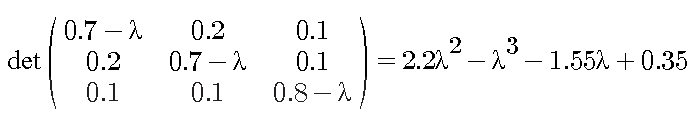 det ( 0.7 − λ 0.2 0.1
0.2 0.7 − λ 0.1
0.1 0.1 0.8 − λ ) = 2.2λ² − λ³ − 1.55λ + 0.35